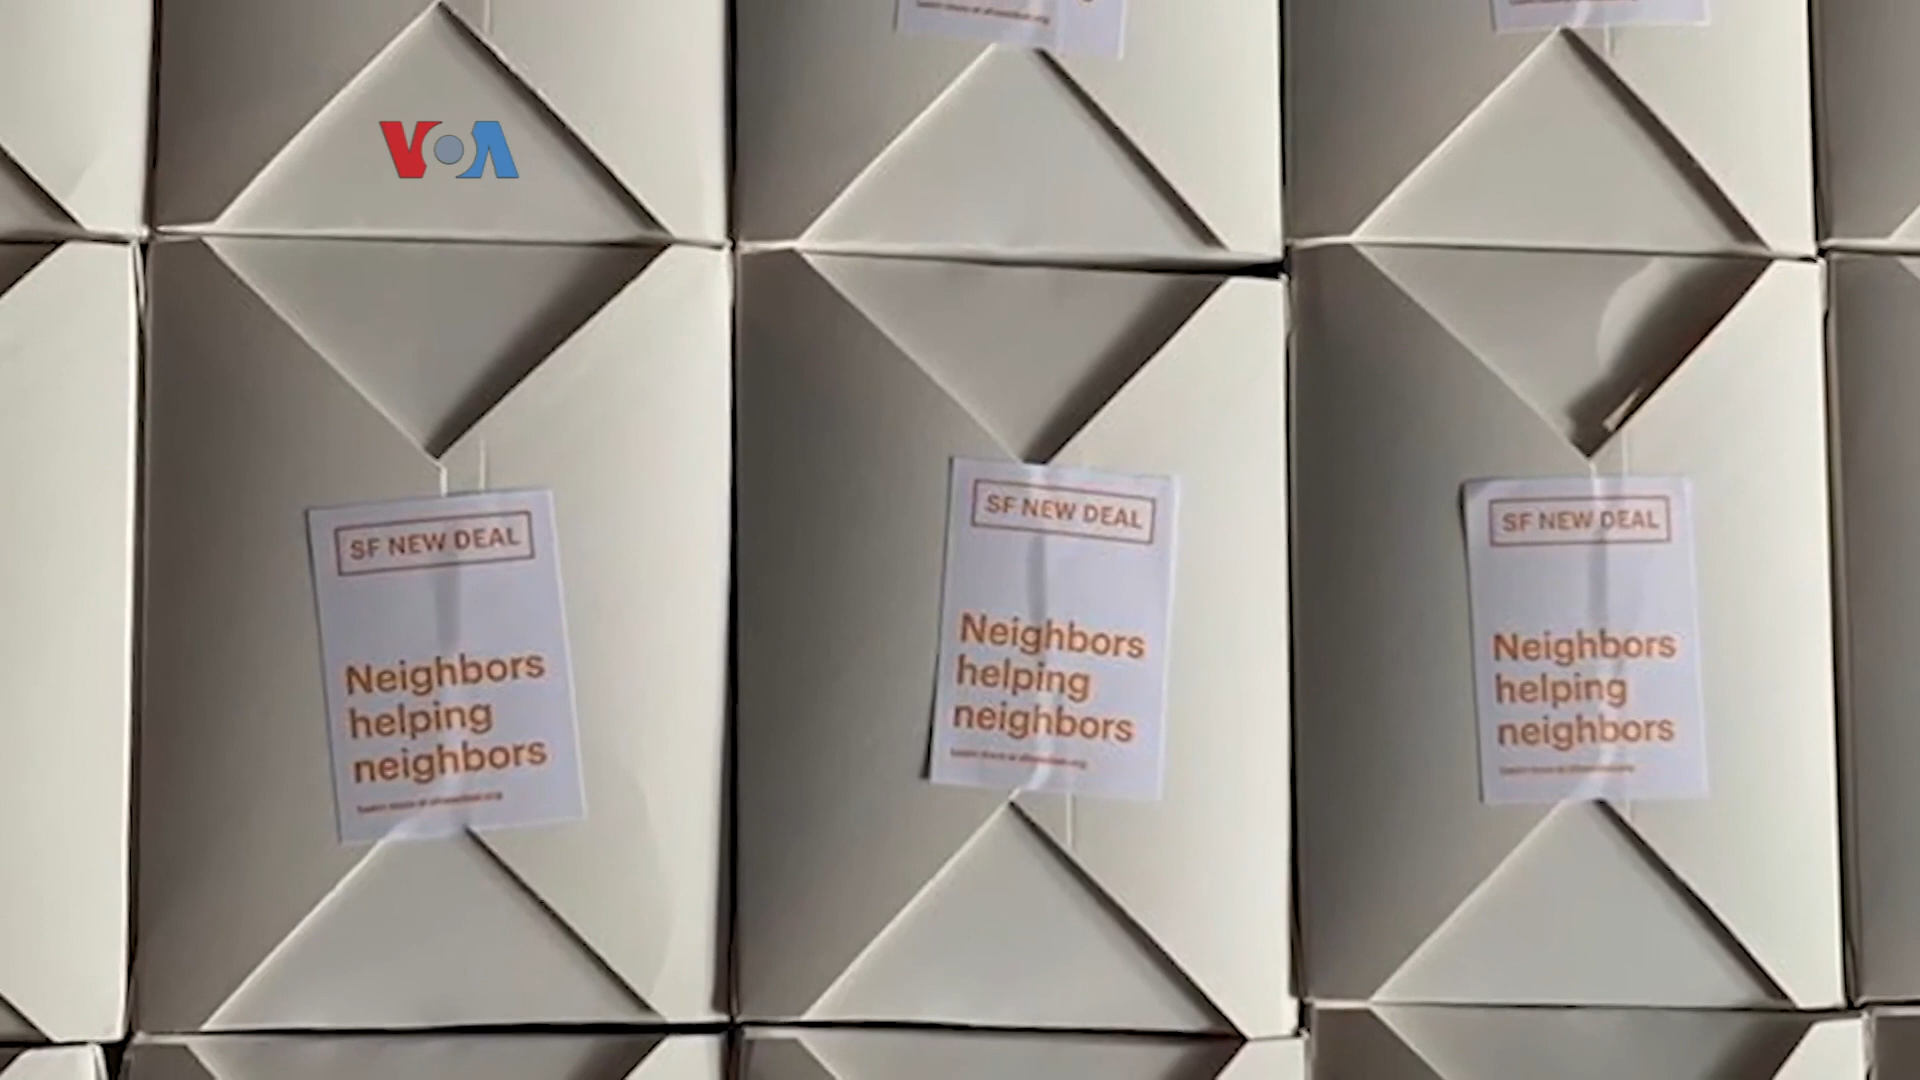 VOA
SF NEW DEAL
Neighbors
helping
neighbors
SF NEW DEAL
Neighbors
helping
neighbors
SF NEW DEAL
Neighbors
helping
neighbors